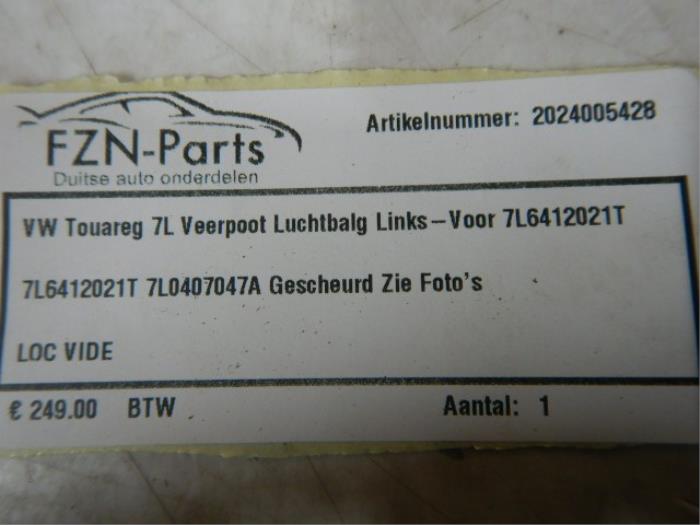 FZN-Parts
Duitse auto onderdelen
Artikelnummer: 2024005428
VW Touareg 7L Veerpoot Luchtbalg Links-Voor 7L6412021T
7L6412021T 7L0407047A Gescheurd Zie Foto's
LOC VIDE
€ 249.00 BTW Aantal: 1